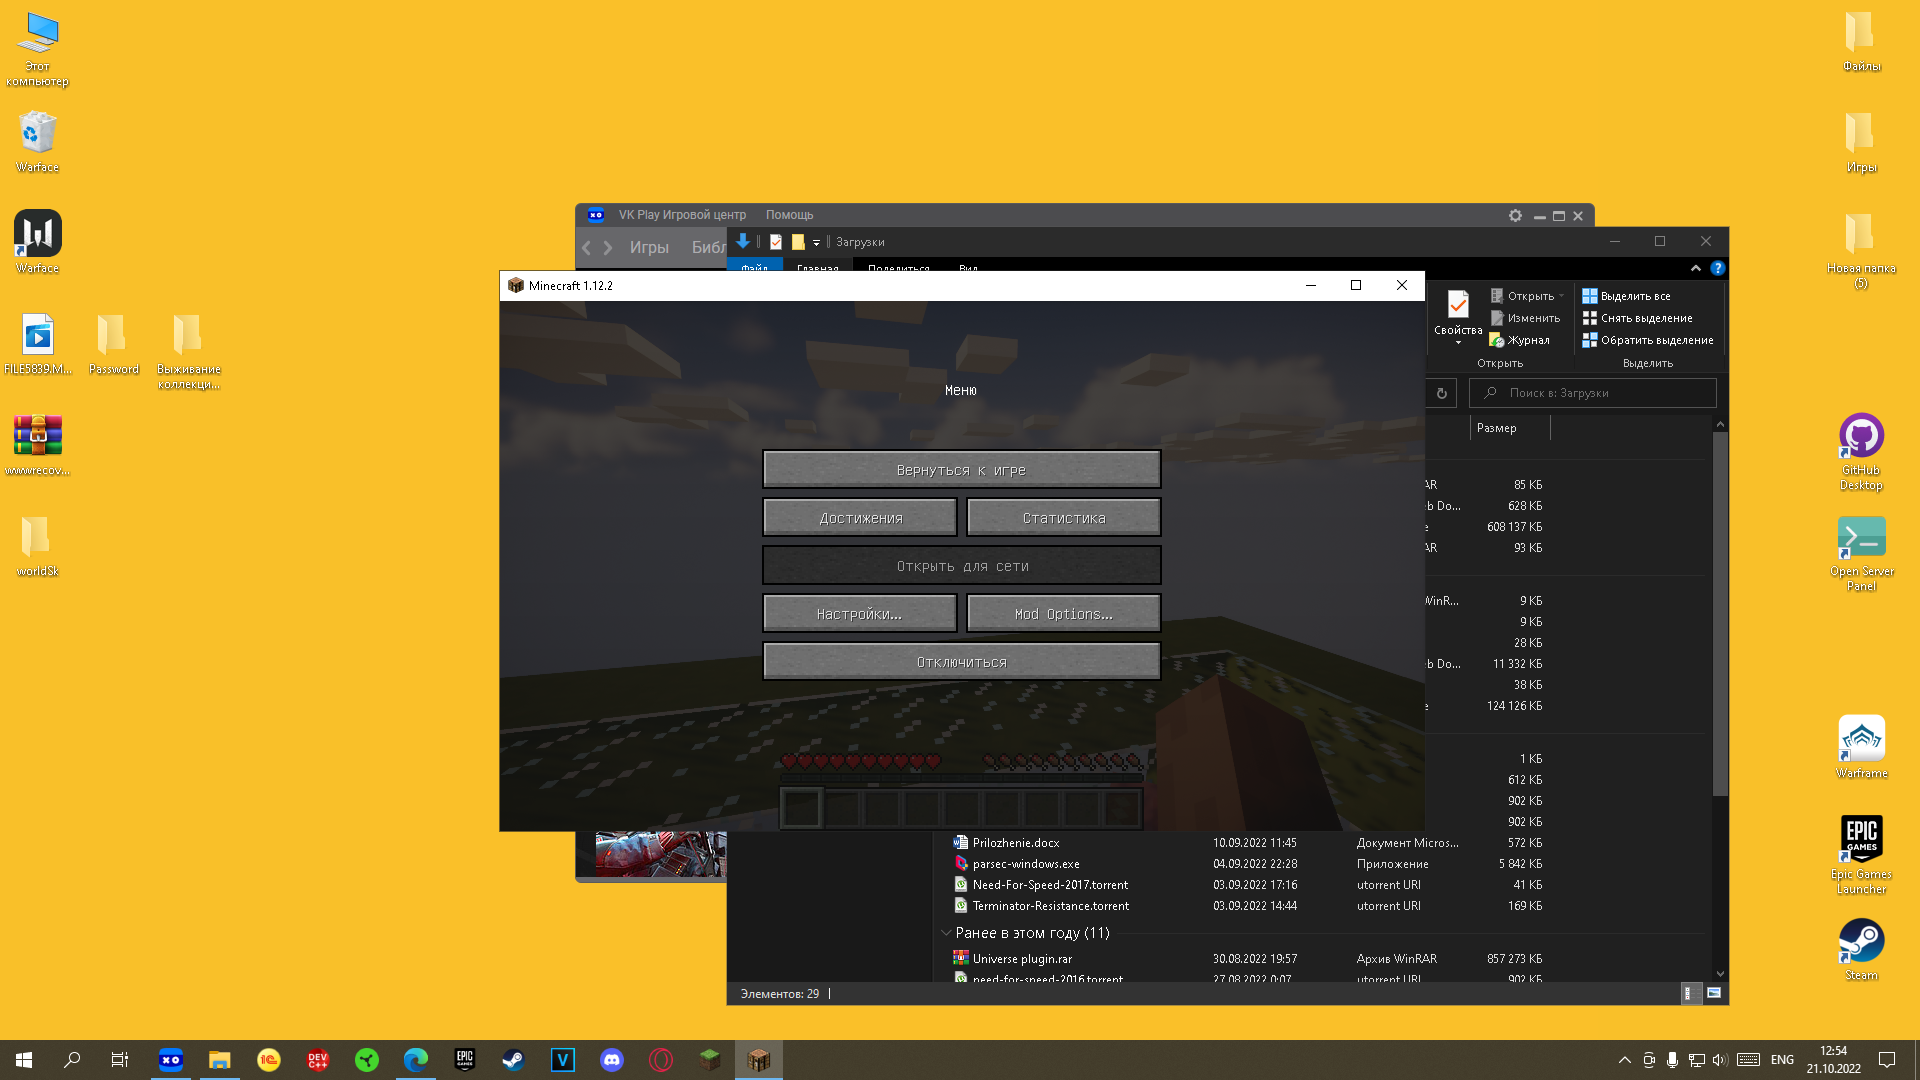 Этот
компьютер
Warface
Warface
FILE5839.M...
Password
Выживание
коллекци...
wwwrecov...
worldSk
Файлы
Игры
Новая папка
(5)
GitHub
Desktop
Open Server
Panel
Warframe
Epic Games
Launcher
Steam
VK Play Игровой центр Помощь
Игры Библ
Загрузки
Файл Главная Поделиться Вид
Minecraft 1.12.2
Меню
Вернуться к игре
Достижения Статистика
Открыть для сети
Настройки... Mod Options...
Отключиться
Свойства
Открыть
Изменить
Журнал
Открыть
Выделить все
Снять выделение
Обратить выделение
Выделить
Поиск в: Загрузки
Размер
AR 85 КБ
eb Do... 628 КБ
e 608 137 КБ
AR 93 КБ
WinR... 9 КБ
9 КБ
28 КБ
eb Do... 11 332 КБ
38 КБ
e 124 126 КБ
1 КБ
612 КБ
902 КБ
902 КБ
Prilozhenie.docx 10.09.2022 11:45 Документ Micros... 572 КБ
parsec-windows.exe 04.09.2022 22:28 Приложение 5 842 КБ
Need-For-Speed-2017.torrent 03.09.2022 17:16 utorrent URI 41 КБ
Terminator-Resistance.torrent 03.09.2022 14:44 utorrent URI 169 КБ
Ранее в этом году (11)
Universe plugin.rar 30.08.2022 19:57 Архив WinRAR 857 273 КБ
need-for-speed-2016.torrent 27.08.2022 0:07 utorrent URI 902 КБ
Элементов: 29
EPIC
GAMES
DEV
C++
ENG
12:54
21.10.2022